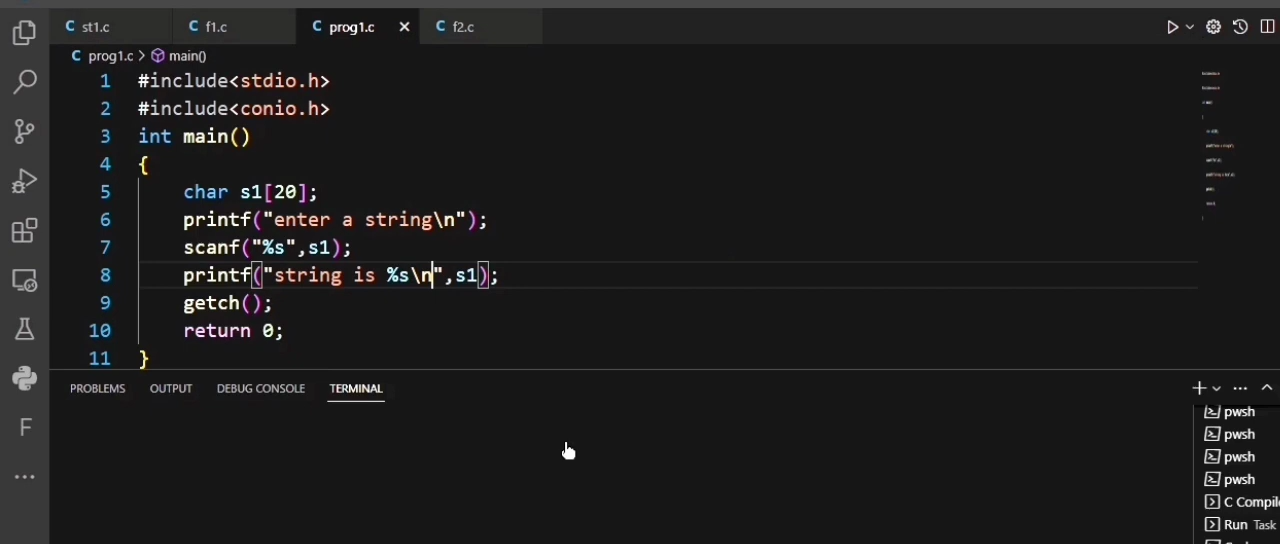 st1.c f1.c prog1.c f2.c
prog1.c > main()
1 #include<stdio.h>
2 #include<conio.h>
3 int main()
4 {
5 char s1[20];
6 printf("enter a string\n");
7 scanf("%s",s1);
8 printf("string is %s\n",s1);
9 getch();
10 return 0;
11 }
PROBLEMS OUTPUT DEBUG CONSOLE TERMINAL
pwsh
pwsh
pwsh
pwsh
C Compile
Run Task